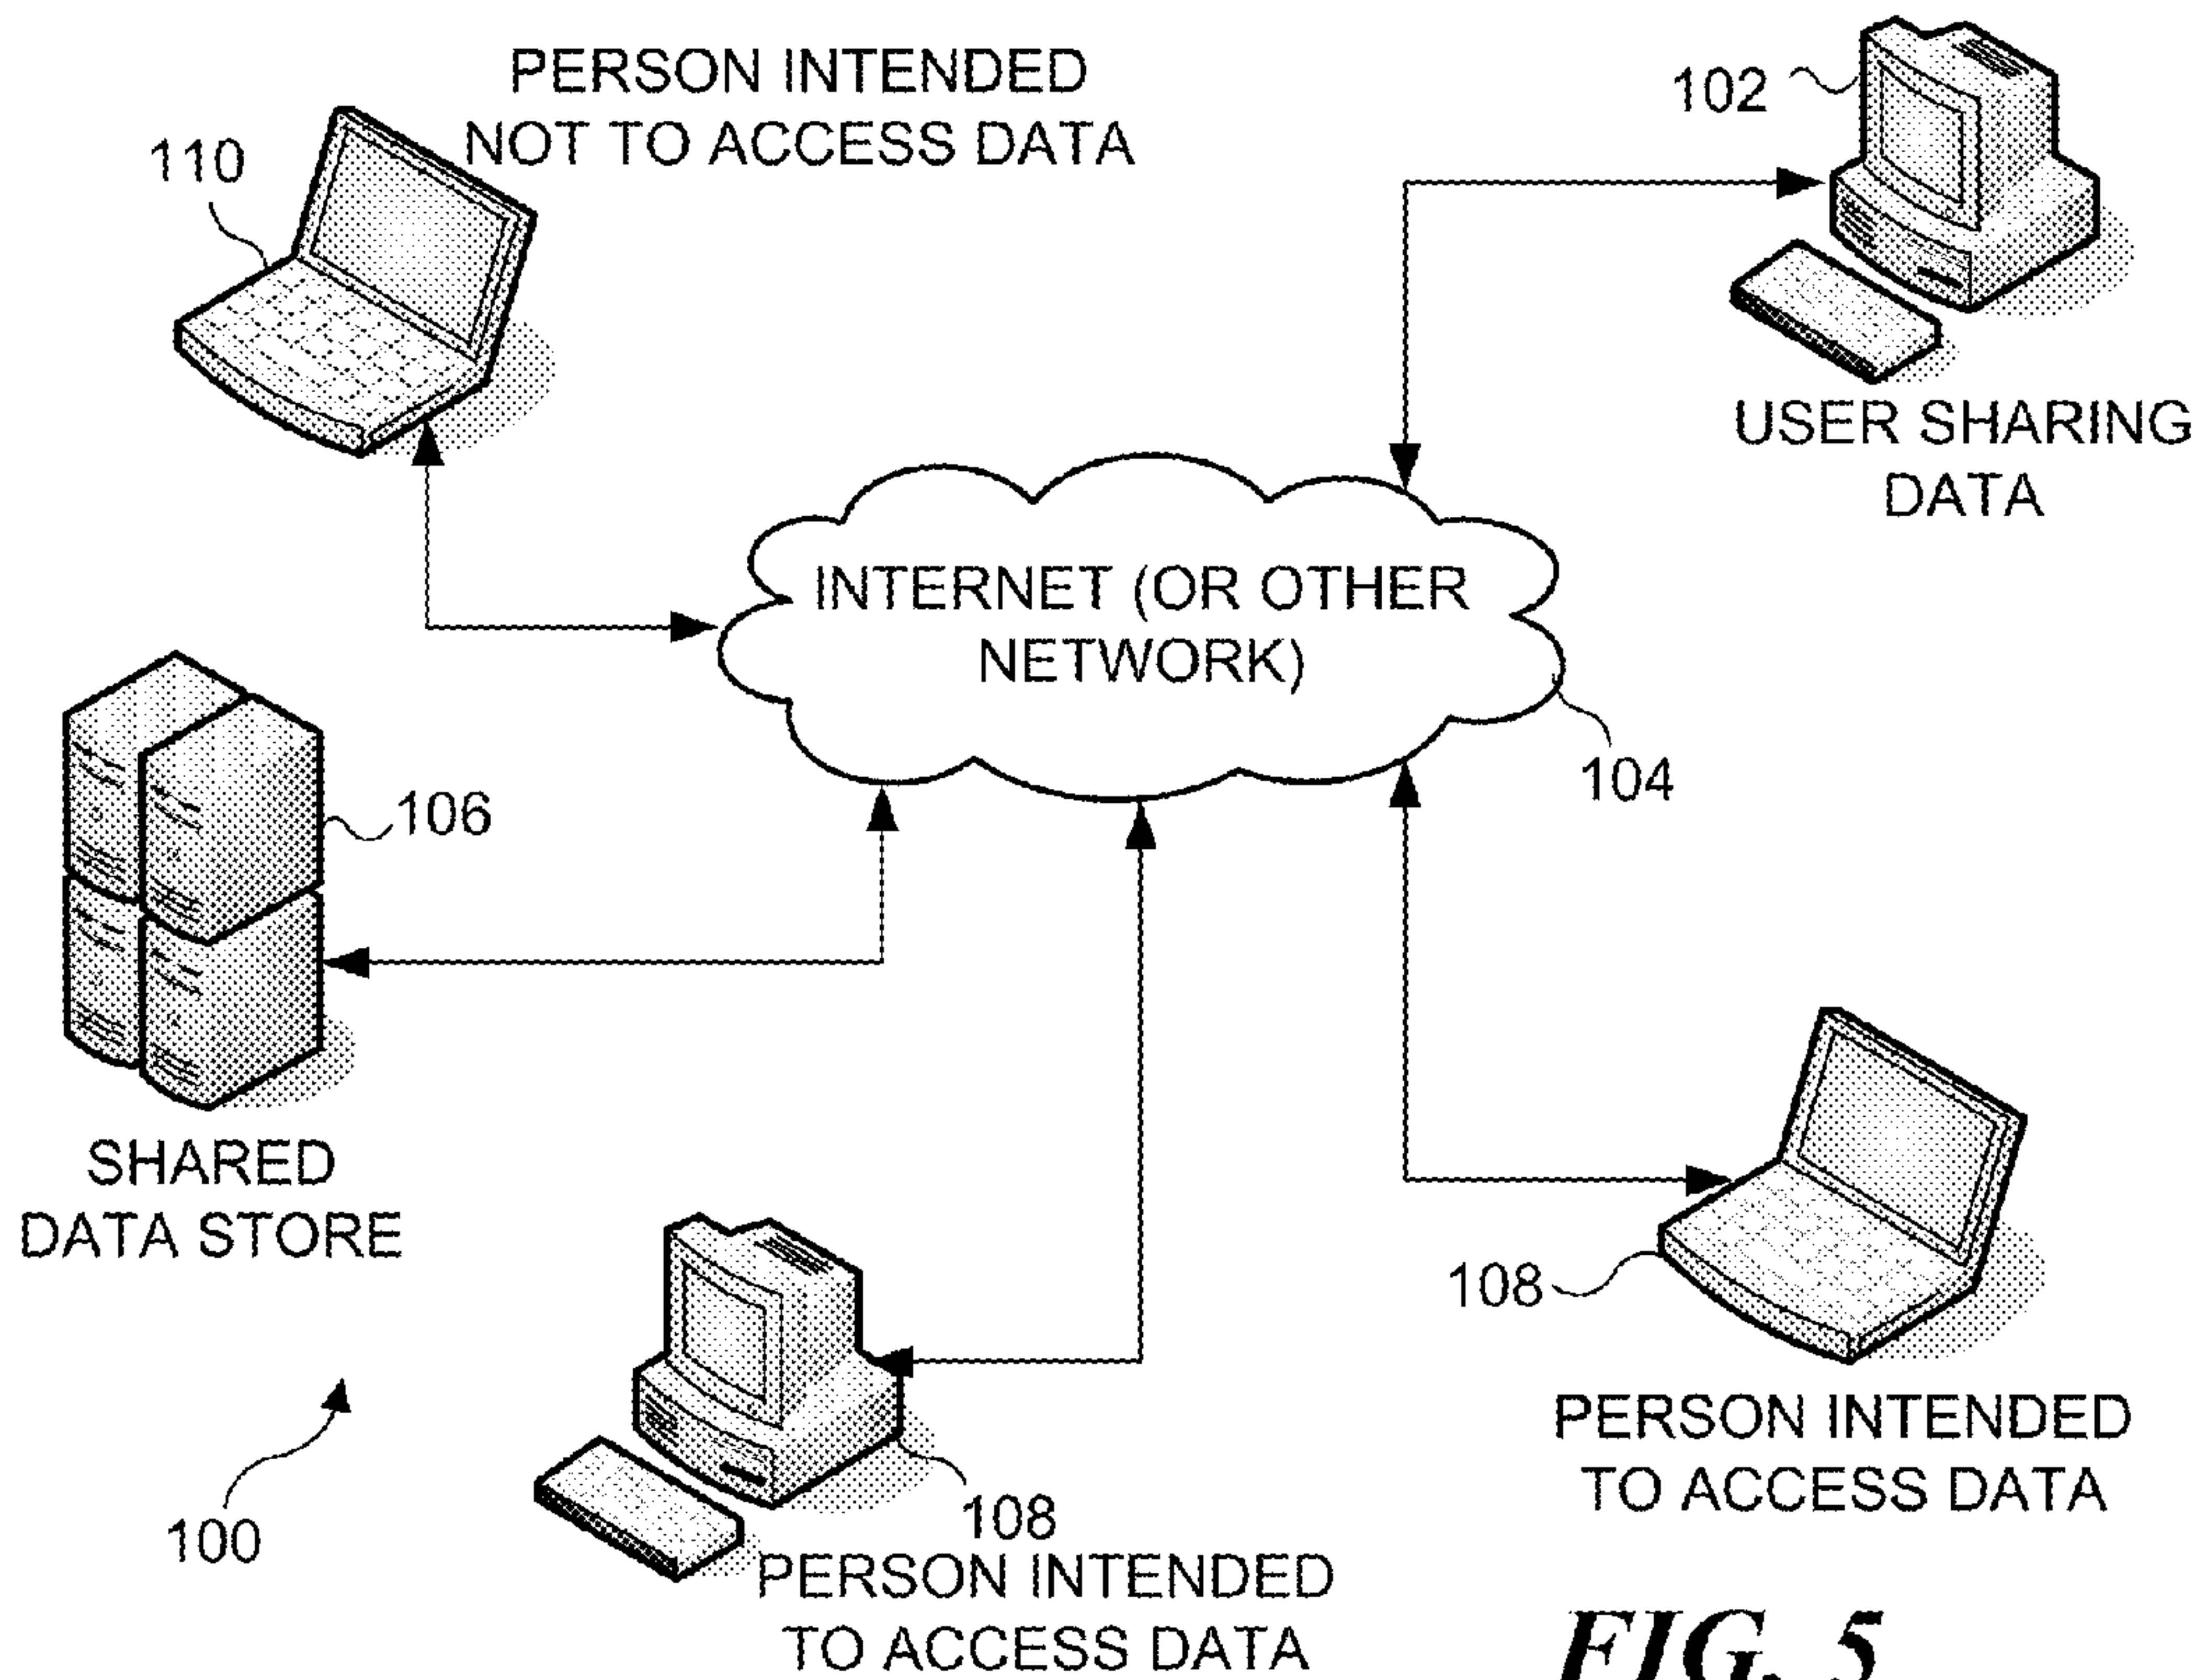 PERSON INTENDED
NOT TO ACCESS DATA
110
102
USER SHARING
DATA
INTERNET (OR OTHER
NETWORK)
104
106
SHARED
DATA STORE
108
PERSON INTENDED
TO ACCESS DATA
108
PERSON INTENDED
TO ACCESS DATA
100
FIG. 5